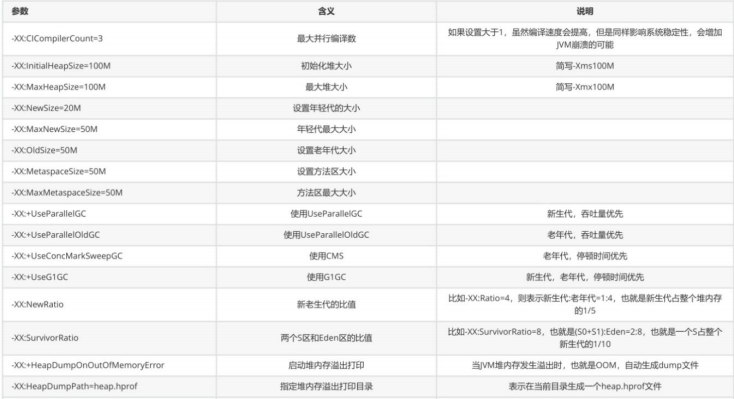 参数 含义 说明
-XX:CICompilerCount=3 最大并行编译数 如果设置大于1，虽然编译速度会提高，但是同样影响系统稳定性，会增加
JVM崩溃的可能
-XX:InitialHeapSize=100M 初始化堆大小 简写-Xms100M
-XX:MaxHeapSize=100M 最大堆大小 简写-Xmx100M
-XX:NewSize=20M 设置年轻代的大小
-XX:MaxNewSize=50M 年轻代最大大小
-XX:OldSize=50M 设置老年代大小
-XX:MetaspaceSize=50M 设置方法区大小
-XX:MaxMetaspaceSize=50M 方法区最大大小
-XX:+UseParallelGC 使用UseParallelGC 新生代，吞吐量优先
-XX:+UseParallelOldGC 使用UseParallelOldGC 老年代，吞吐量优先
-XX:+UseConcMarkSweepGC 使用CMS 老年代，停顿时间优先
-XX:+UseG1GC 使用G1GC 新生代，老年代，停顿时间优先
-XX:NewRatio 新老生代的比值 比如-XX:Ratio=4，则表示新生代:老年代=1:4，也就是新生代占整个堆内存
的1/5
-XX:SurvivorRatio 两个S区和Eden区的比值 比如-XX:SurvivorRatio=8，也就是(S0+S1):Eden=2:8，也就是一个S占整个
新生代的1/10
-XX:+HeapDumpOnOutOfMemoryError 启动堆内存溢出打印 当JVM堆内存发生溢出时，也就是OOM，自动生成dump文件
-XX:HeapDumpPath=heap.hprof 指定堆内存溢出打印目录 表示在当前目录生成一个heap.hprof文件